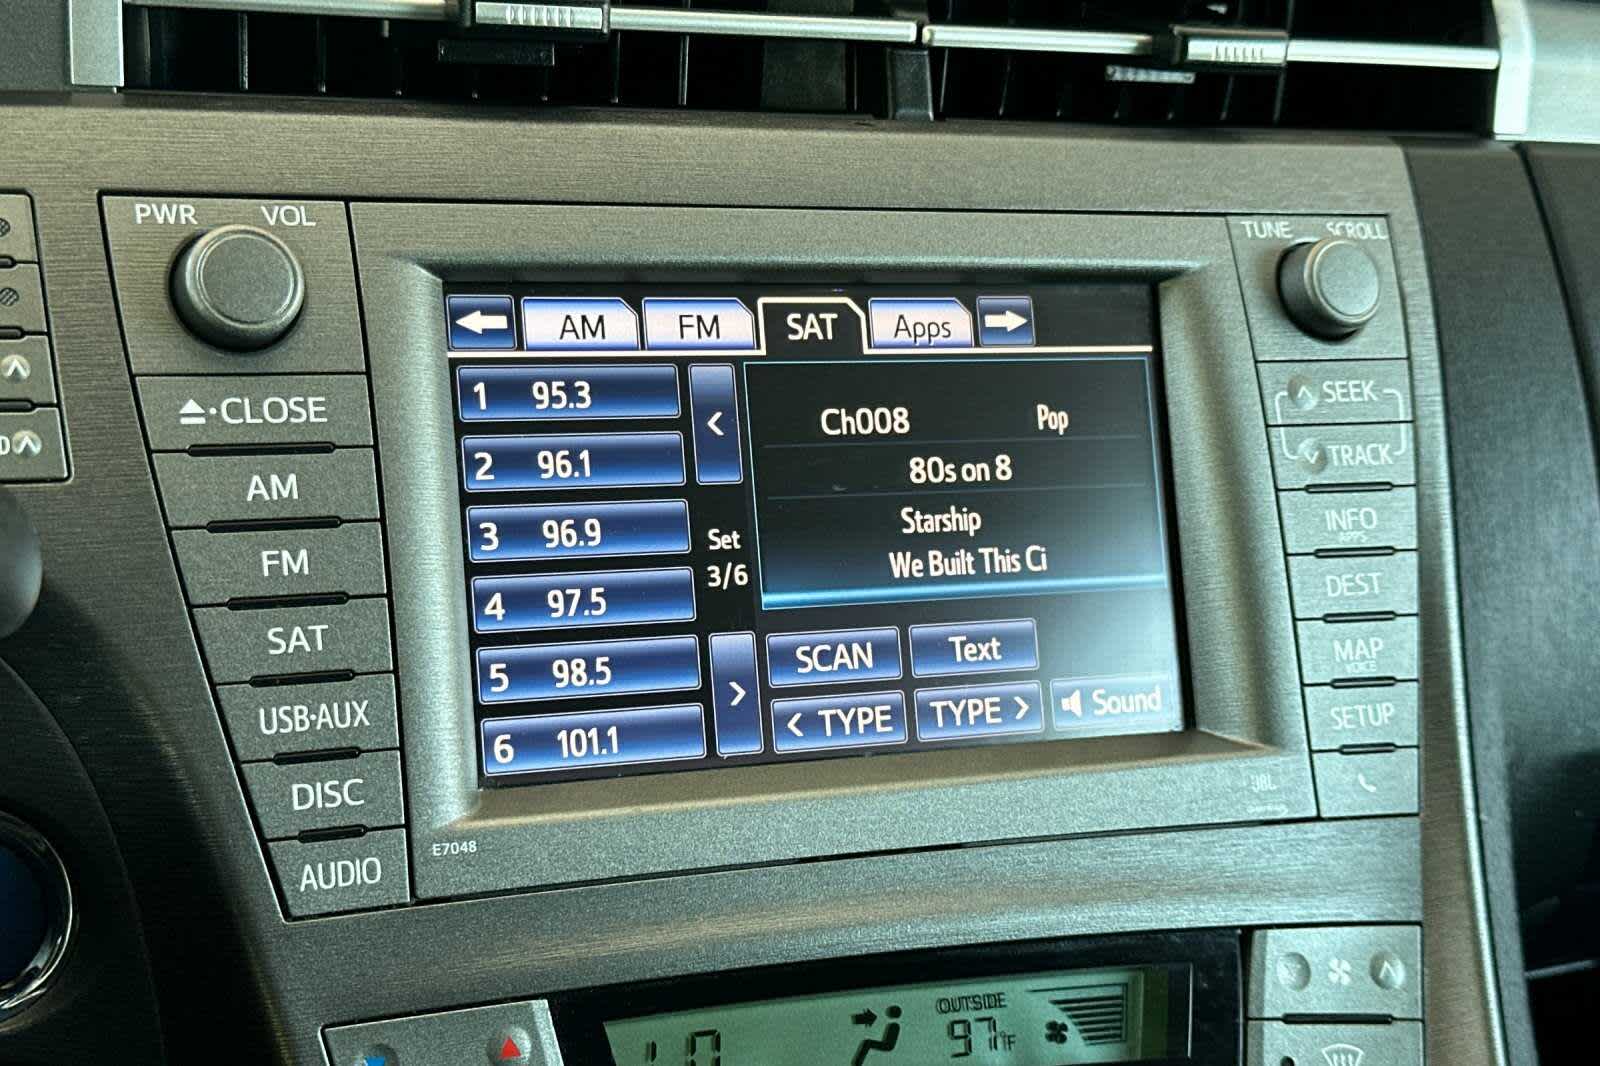 PWR VOL
TUNE SCROLL
AM FM SAT Apps
1 95.3
2 96.1
3 96.9
4 97.5
5 98.5
6 101.1
<
Set
3/6
>
Ch008 Pop
80s on 8
Starship
We Built This Ci
SCAN Text
< TYPE TYPE > Sound
CLOSE
AM
FM
SAT
USB·AUX
DISC
AUDIO
SEEK
TRACK
INFO
APPS
DEST
MAP
VOICE
SETUP
JBL
E7048
OUTSIDE
97°F